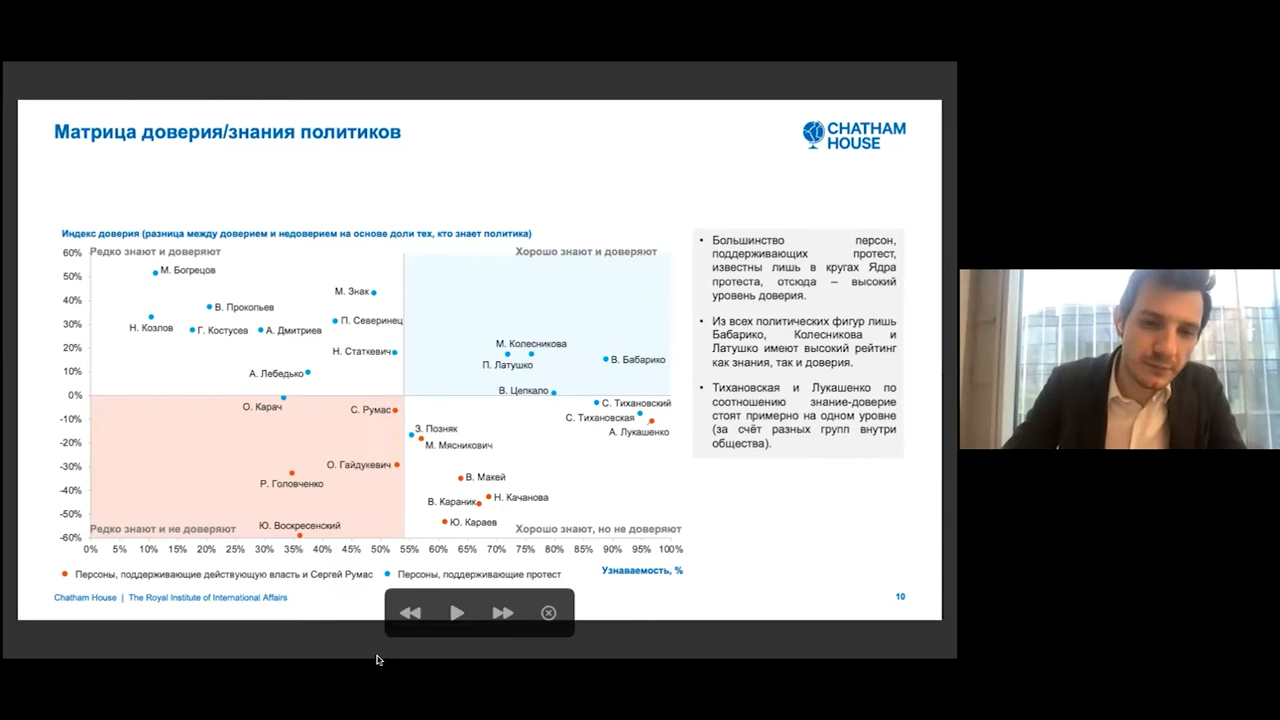 Матрица доверия/знания политиков
CHATHAM
HOUSE
Индекс доверия (разница между доверием и недоверием на основе доли тех, кто знает политика)
60%
50%
40%
30%
20%
10%
0%
-10%
-20%
-30%
-40%
-50%
-60%
Редко знают и доверяют
Хорошо знают и доверяют
М. Богрецов
М. Знак
В. Прокопьев
П. Северинец
Н. Козлов
Г. Костусев
А. Дмитриев
Н. Статкевич
А. Лебедько
М. Колесникова
П. Латушко
В. Бабарико
В. Цепкало
О. Карач
С. Румас
С. Тихановский
С. Тихановская
А. Лукашенко
З. Позняк
М. Мясникович
О. Гайдукевич
Р. Головченко
В. Макей
В. Караник
Н. Качанова
Ю. Воскресенский
Ю. Караев
Редко знают и не доверяют
Хорошо знают, но не доверяют
0% 5% 10% 15% 20% 25% 30% 35% 40% 45% 50% 55% 60% 65% 70% 75% 80% 85% 90% 95% 100%
Узнаваемость, %
Персоны, поддерживающие действующую власть и Сергей Румас
Персоны, поддерживающие протест
• Большинство персон,
поддерживающих протест,
известны лишь в кругах Ядра
протеста, отсюда – высокий
уровень доверия.
• Из всех политических фигур лишь
Бабарико, Колесникова и
Латушко имеют высокий рейтинг
как знания, так и доверия.
• Тихановская и Лукашенко по
соотношению знание-доверие
стоят примерно на одном уровне
(за счёт разных групп внутри
общества).
Chatham House | The Royal Institute of International Affairs
10